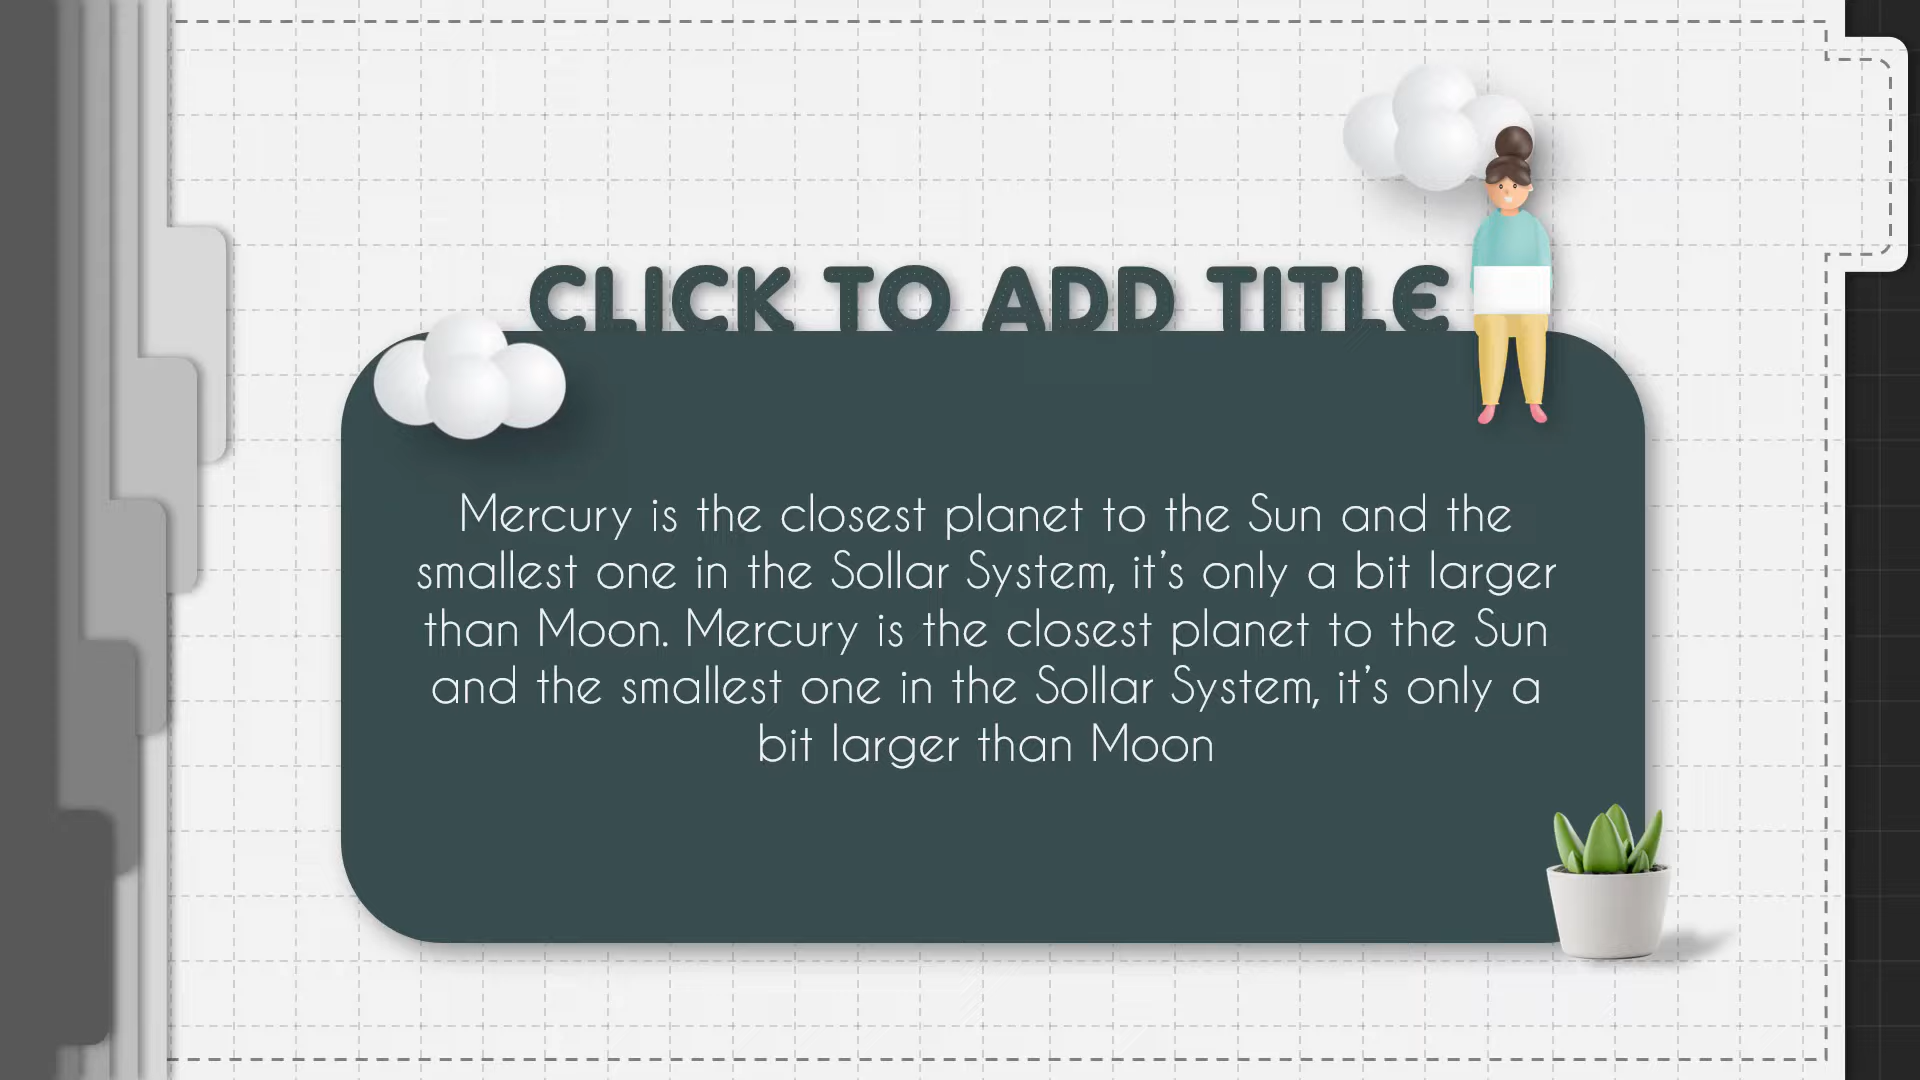 CLICK TO ADD TITLE
Mercury is the closest planet to the Sun and the
smallest one in the Sollar System, it’s only a bit larger
than Moon. Mercury is the closest planet to the Sun
and the smallest one in the Sollar System, it’s only a
bit larger than Moon